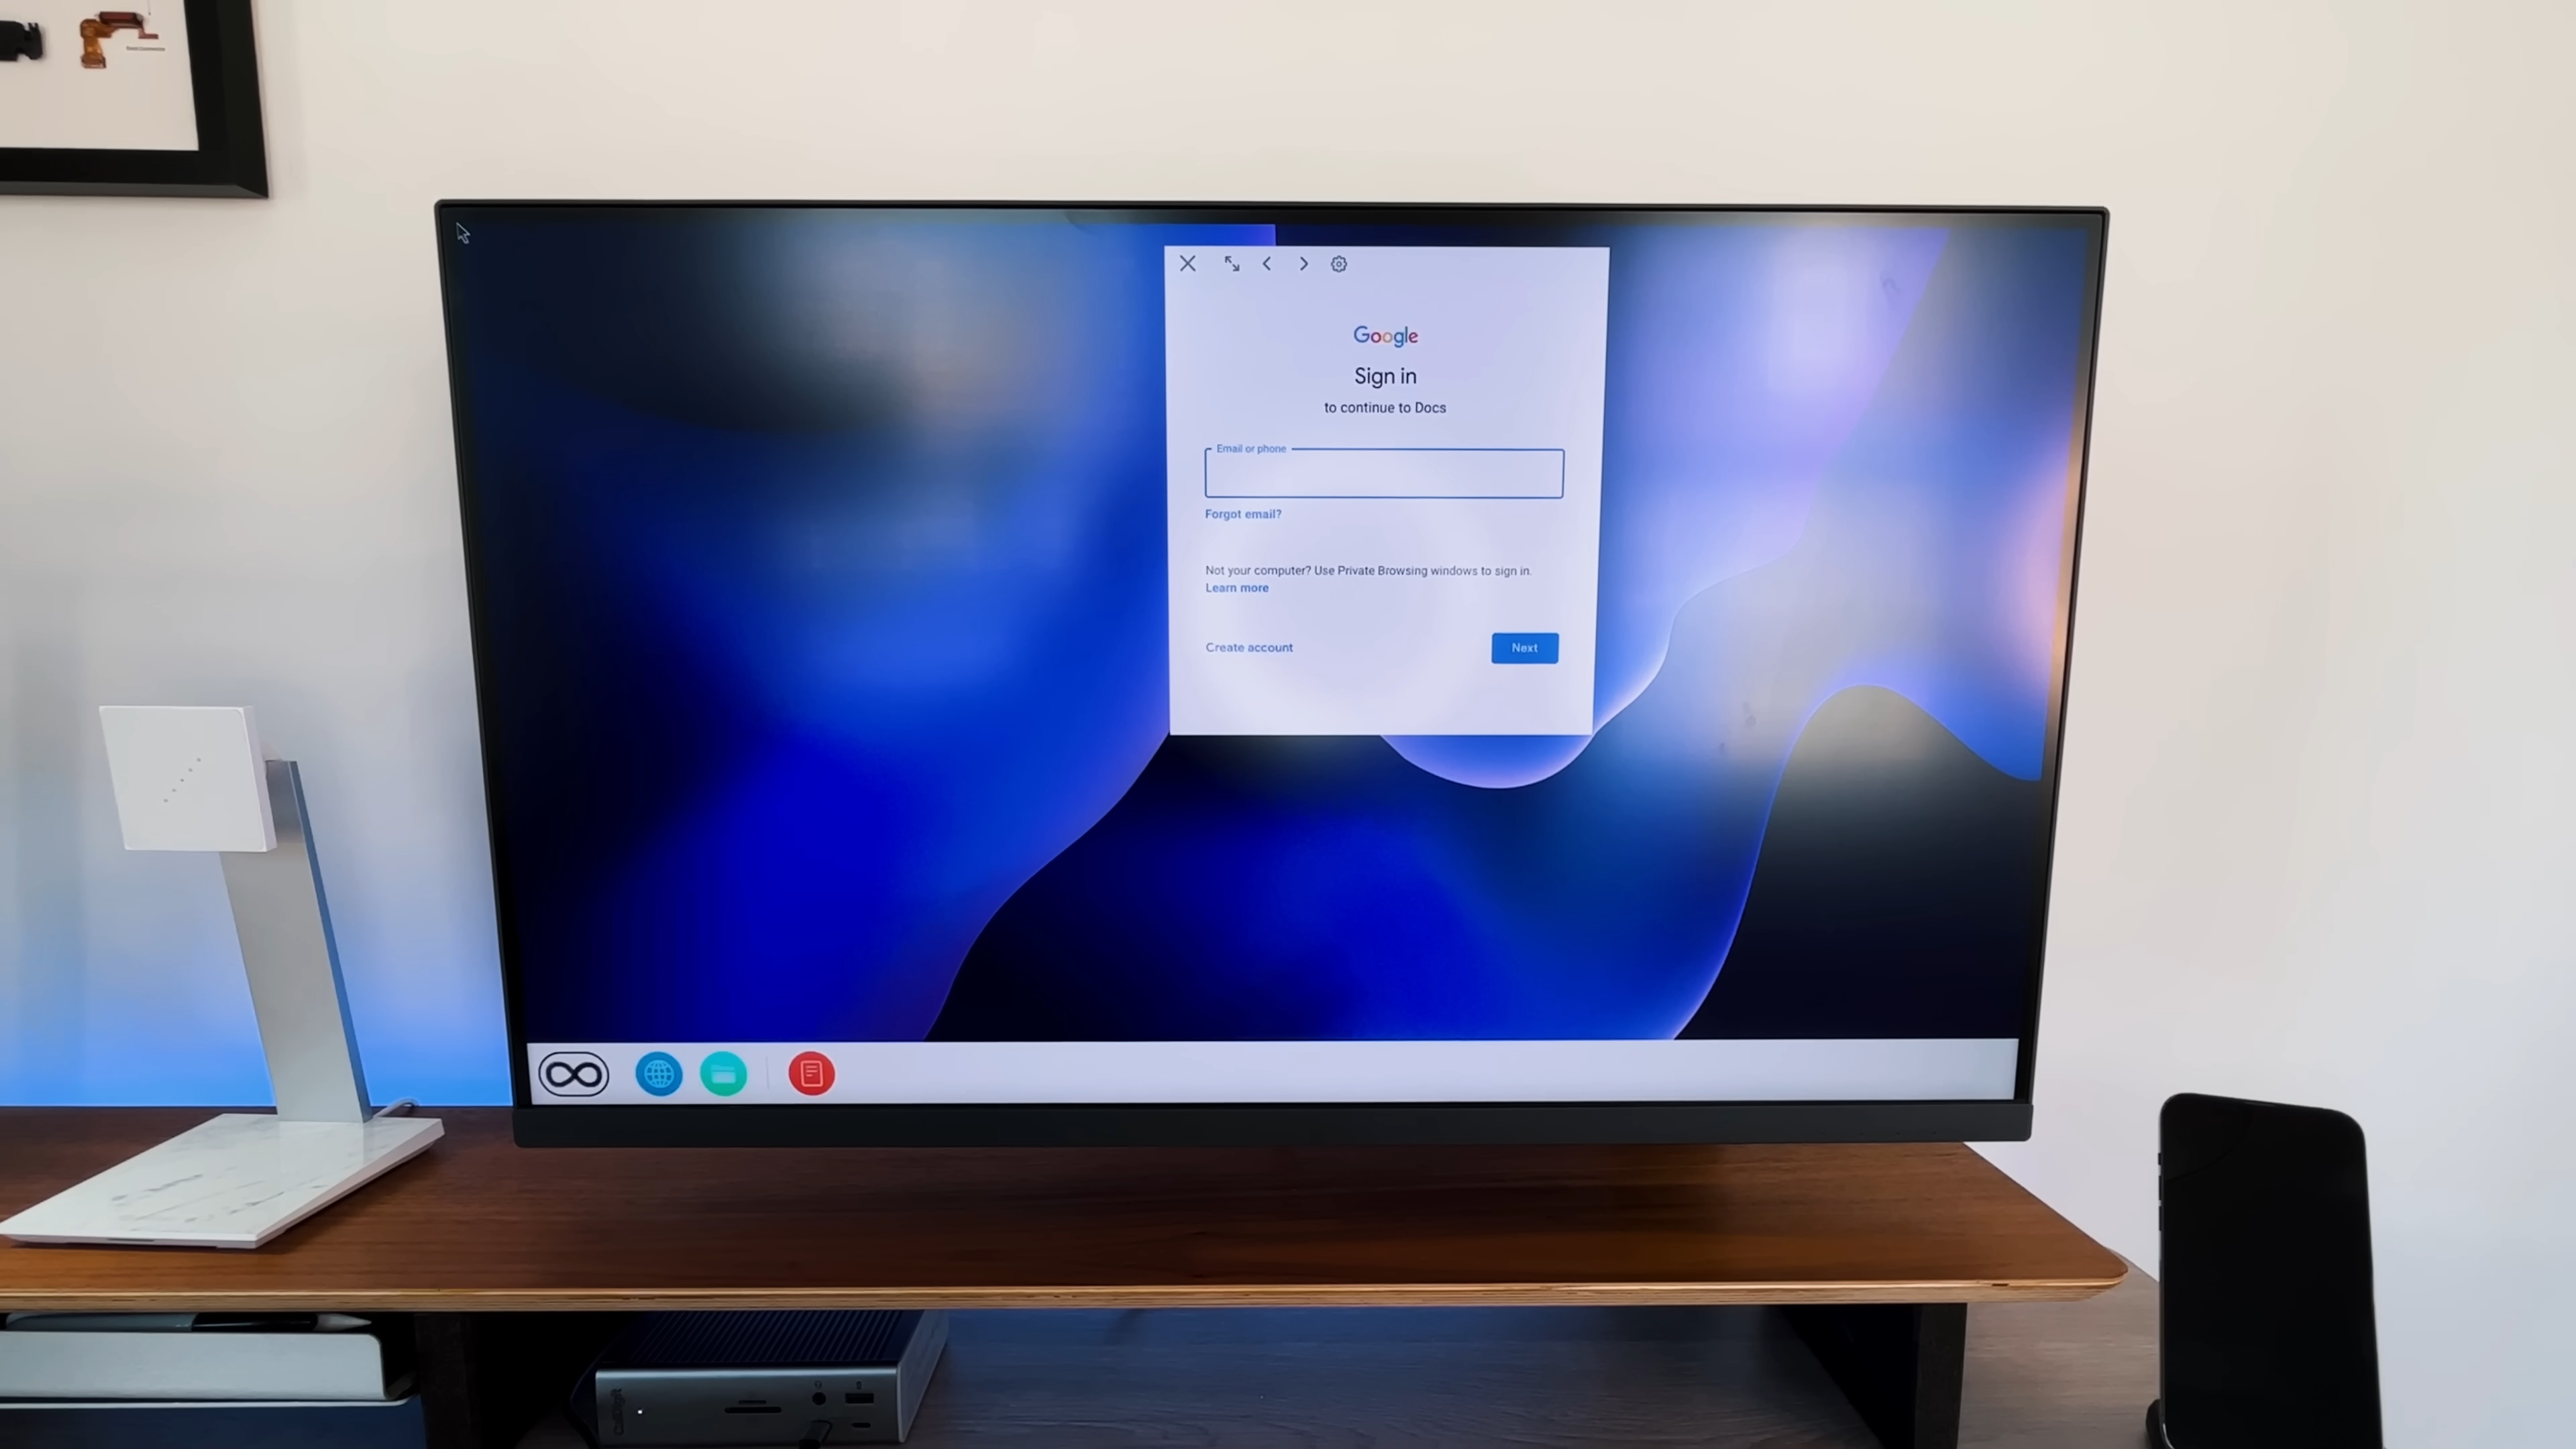 Google
Sign in
to continue to Docs
Email or phone
Forgot email?
Not your computer? Use Private Browsing windows to sign in.
Learn more
Create account
Next
CalDigit